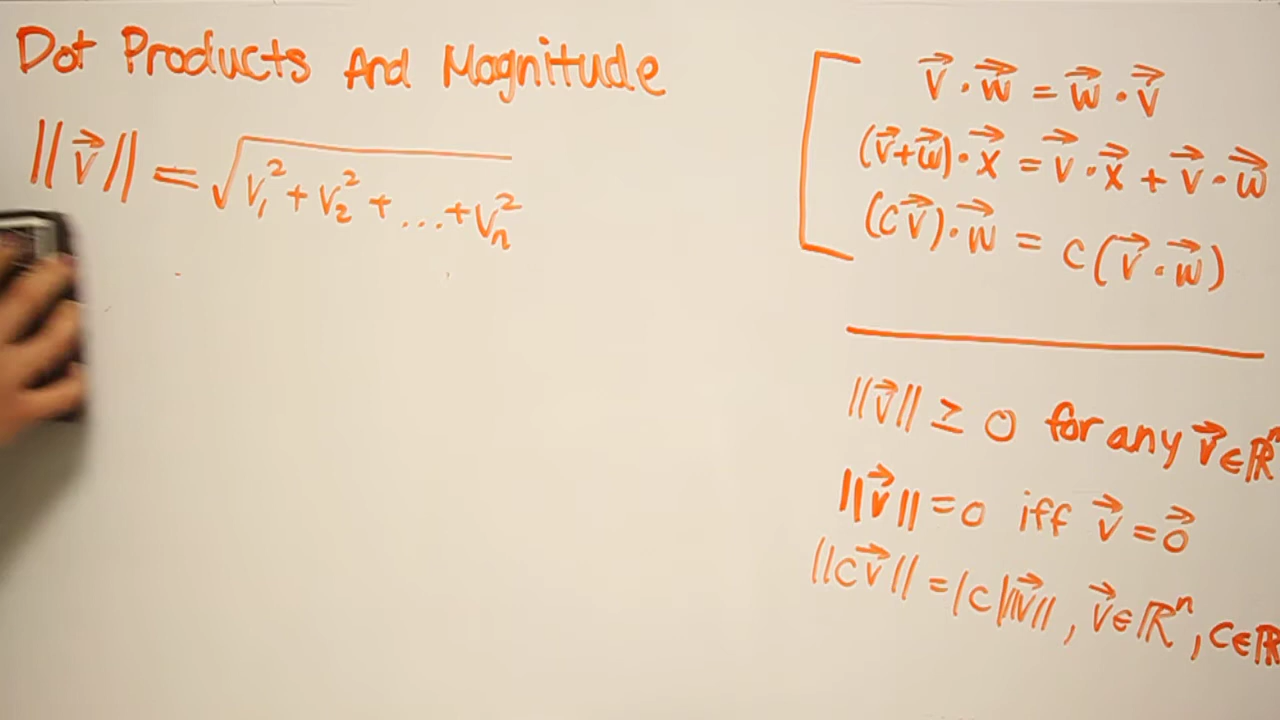 Dot Products And Magnitude
||v⃗|| = √(v₁² + v₂² + ... + vₙ²)
v⃗ · w⃗ = w⃗ · v⃗
(v⃗+w⃗) · x⃗ = v⃗ · x⃗ + v⃗ · w⃗
(cv⃗) · w⃗ = c(v⃗ · w⃗)
||v⃗|| ≥ 0 for any v⃗ ∈ ℝⁿ
||v⃗|| = 0 iff v⃗ = 0⃗
||cv⃗|| = |c|||v⃗||, v⃗ ∈ ℝⁿ, c ∈ ℝ